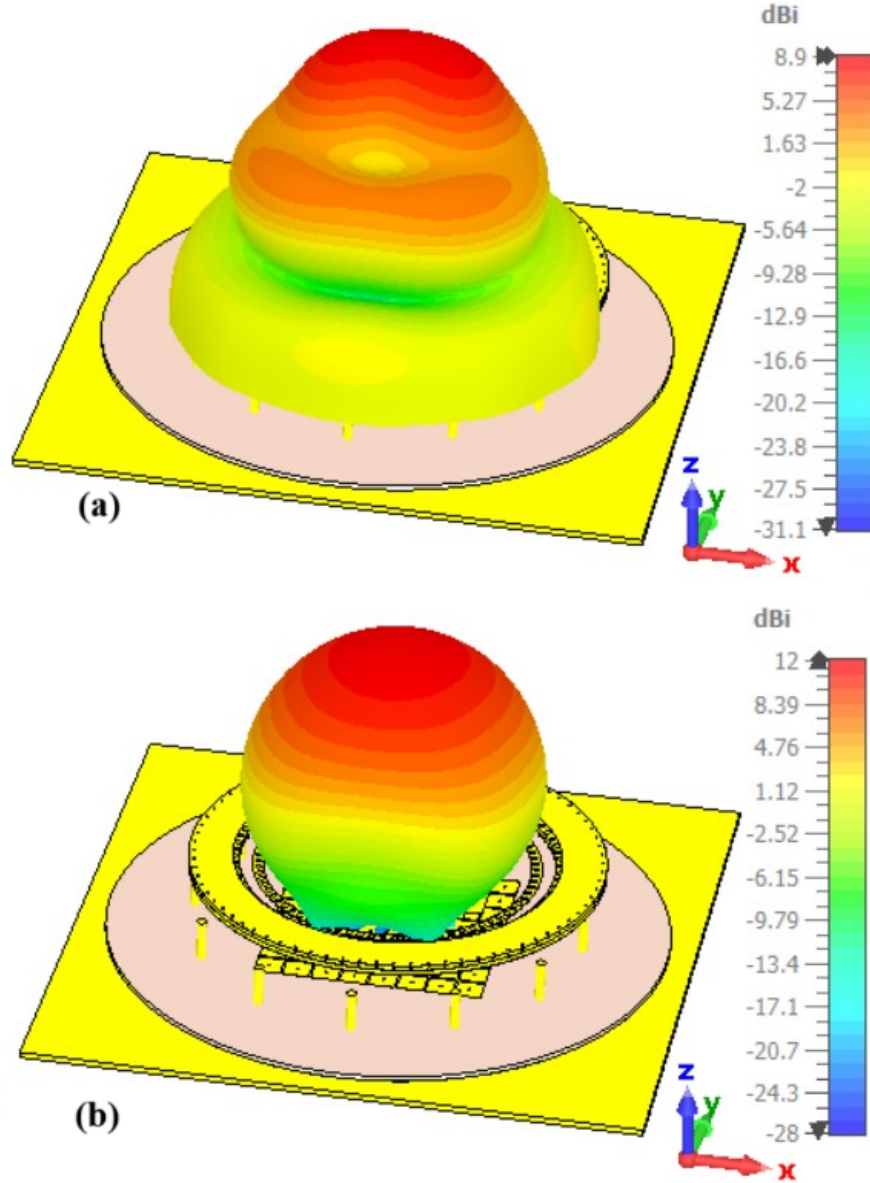 dBi
8.9
5.27
1.63
-2
-5.64
-9.28
-12.9
-16.6
-20.2
-23.8
-27.5
-31.1
z
y
x
(a)
dBi
12
8.39
4.76
1.12
-2.52
-6.15
-9.79
-13.4
-17.1
-20.7
-24.3
-28
z
y
x
(b)